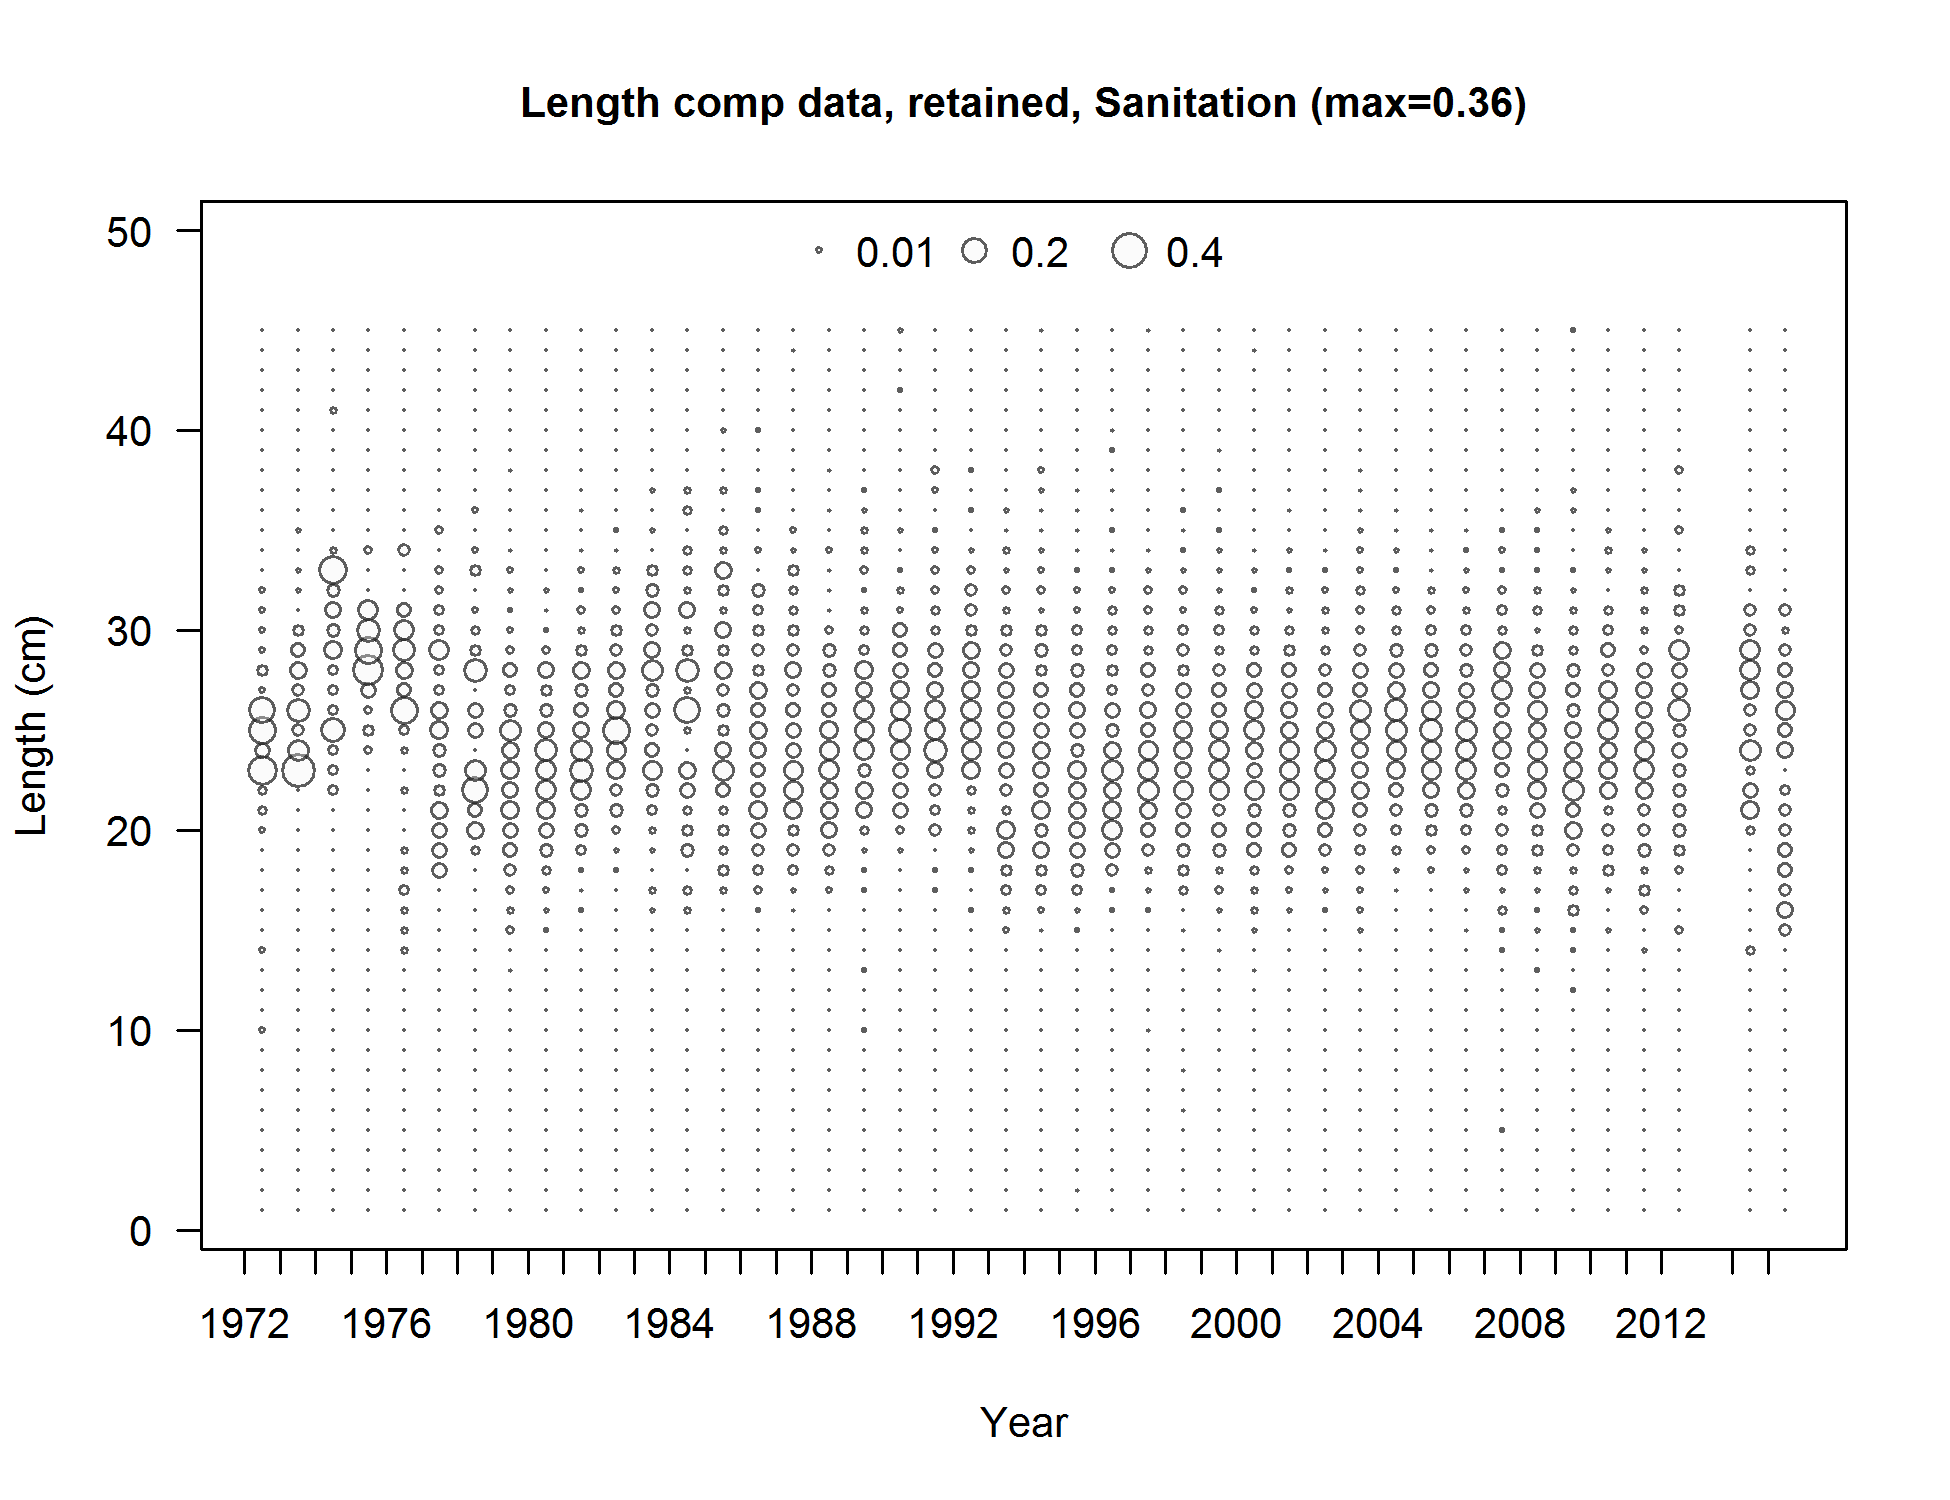 Length comp data, retained, Sanitation (max=0.36)
0.01 0.2 0.4
50
40
30
20
10
0
Length (cm)
1972 1976 1980 1984 1988 1992 1996 2000 2004 2008 2012
Year